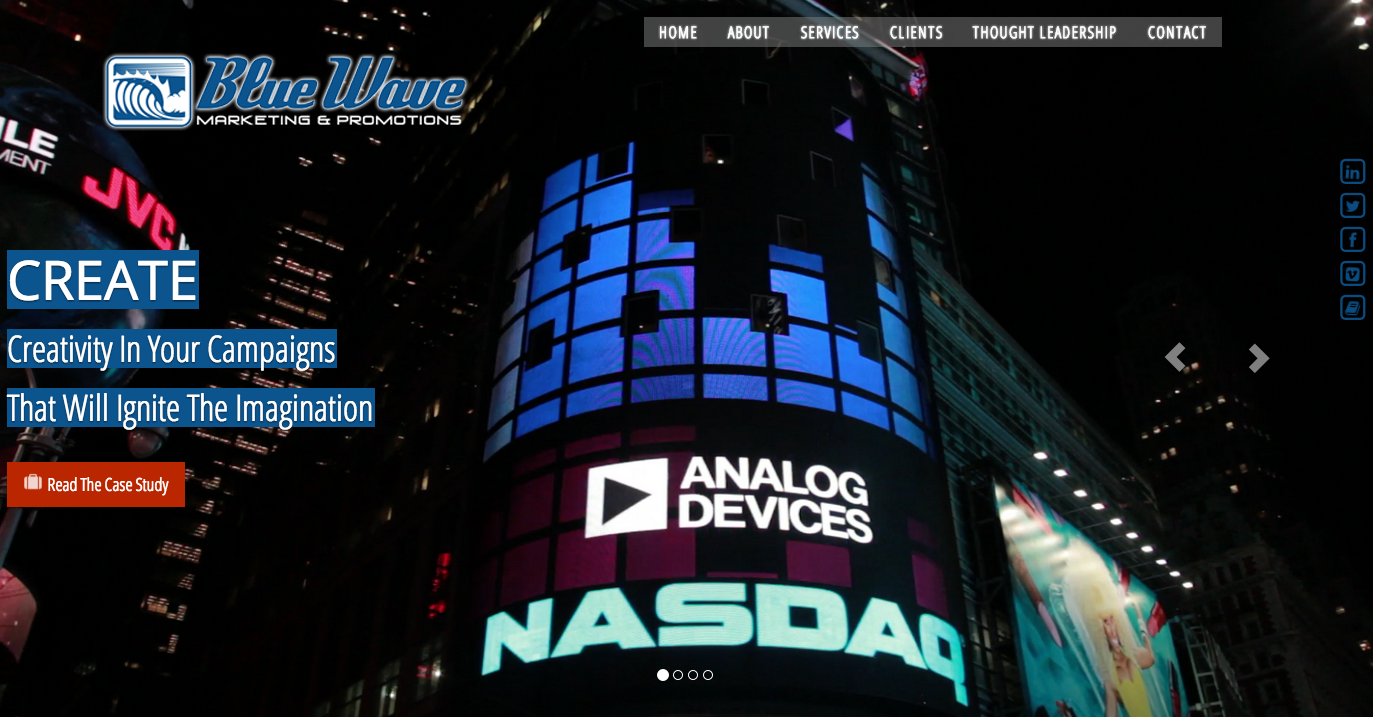 HOME ABOUT SERVICES CLIENTS THOUGHT LEADERSHIP CONTACT
Blue Wave
MARKETING & PROMOTIONS
MENT
JVC
CREATE
Creativity In Your Campaigns
That Will Ignite The Imagination
Read The Case Study
ANALOG
DEVICES
NASDAQ